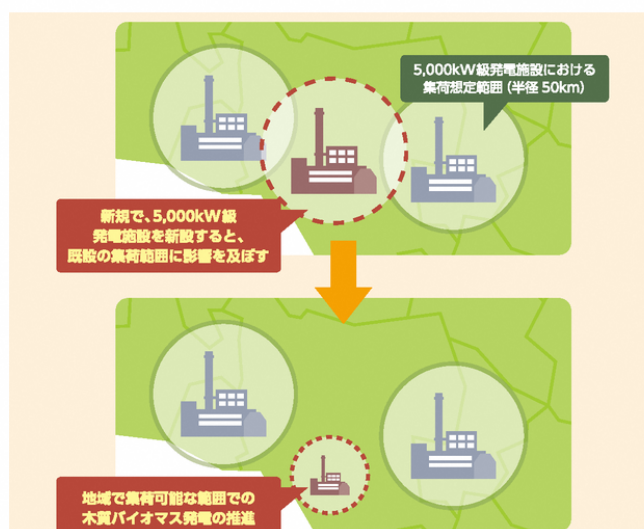 5,000kW級発電施設における
集荷想定範囲(半径50km)
新規で、5,000kW級
発電施設を新設すると、
既設の集荷範囲に影響を及ぼす
地域で集荷可能な範囲での
木質バイオマス発電の推進